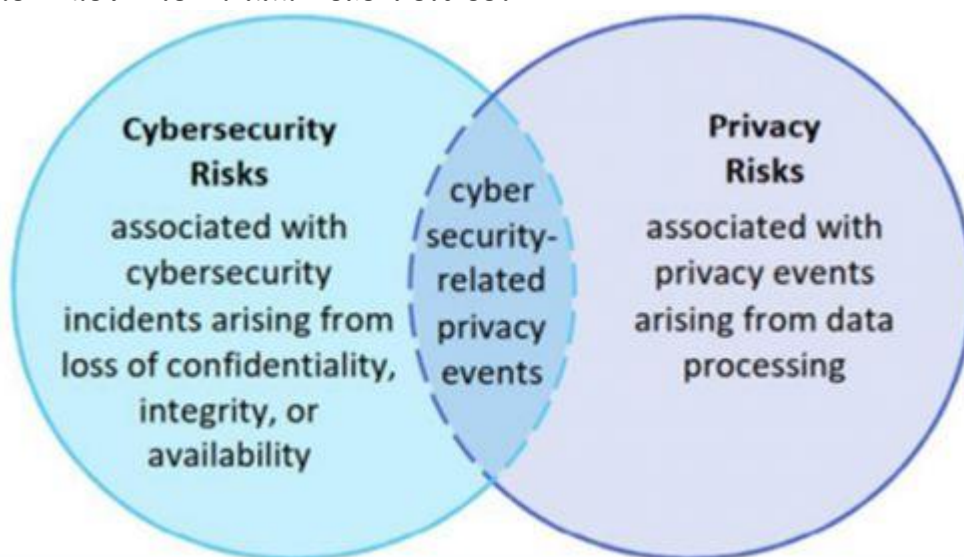 Cybersecurity
Risks
associated with
cybersecurity
incidents arising from
loss of confidentiality,
integrity, or
availability
cyber
security-
related
privacy
events
Privacy
Risks
associated with
privacy events
arising from data
processing